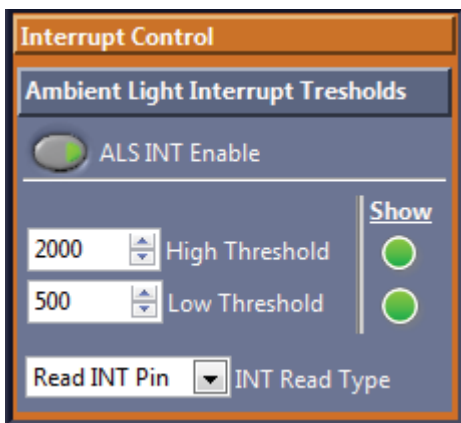 Interrupt Control
Ambient Light Interrupt Tresholds
ALS INT Enable
Show
2000 High Threshold
500 Low Threshold
Read INT Pin INT Read Type